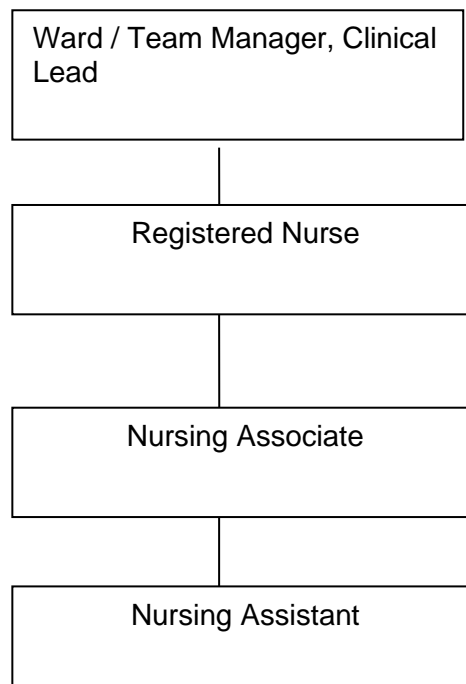 Ward / Team Manager, Clinical
Lead
Registered Nurse
Nursing Associate
Nursing Assistant